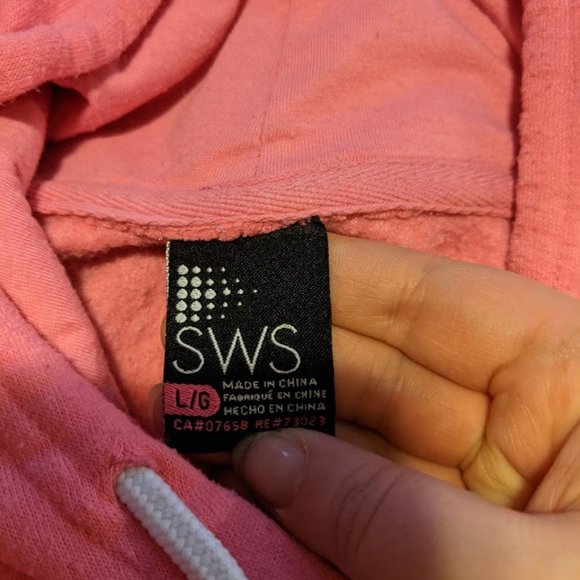 SWS
L/G
MADE IN CHINA
FABRIQUÉ EN CHINE
HECHO EN CHINA
CA#07658 RE#73023